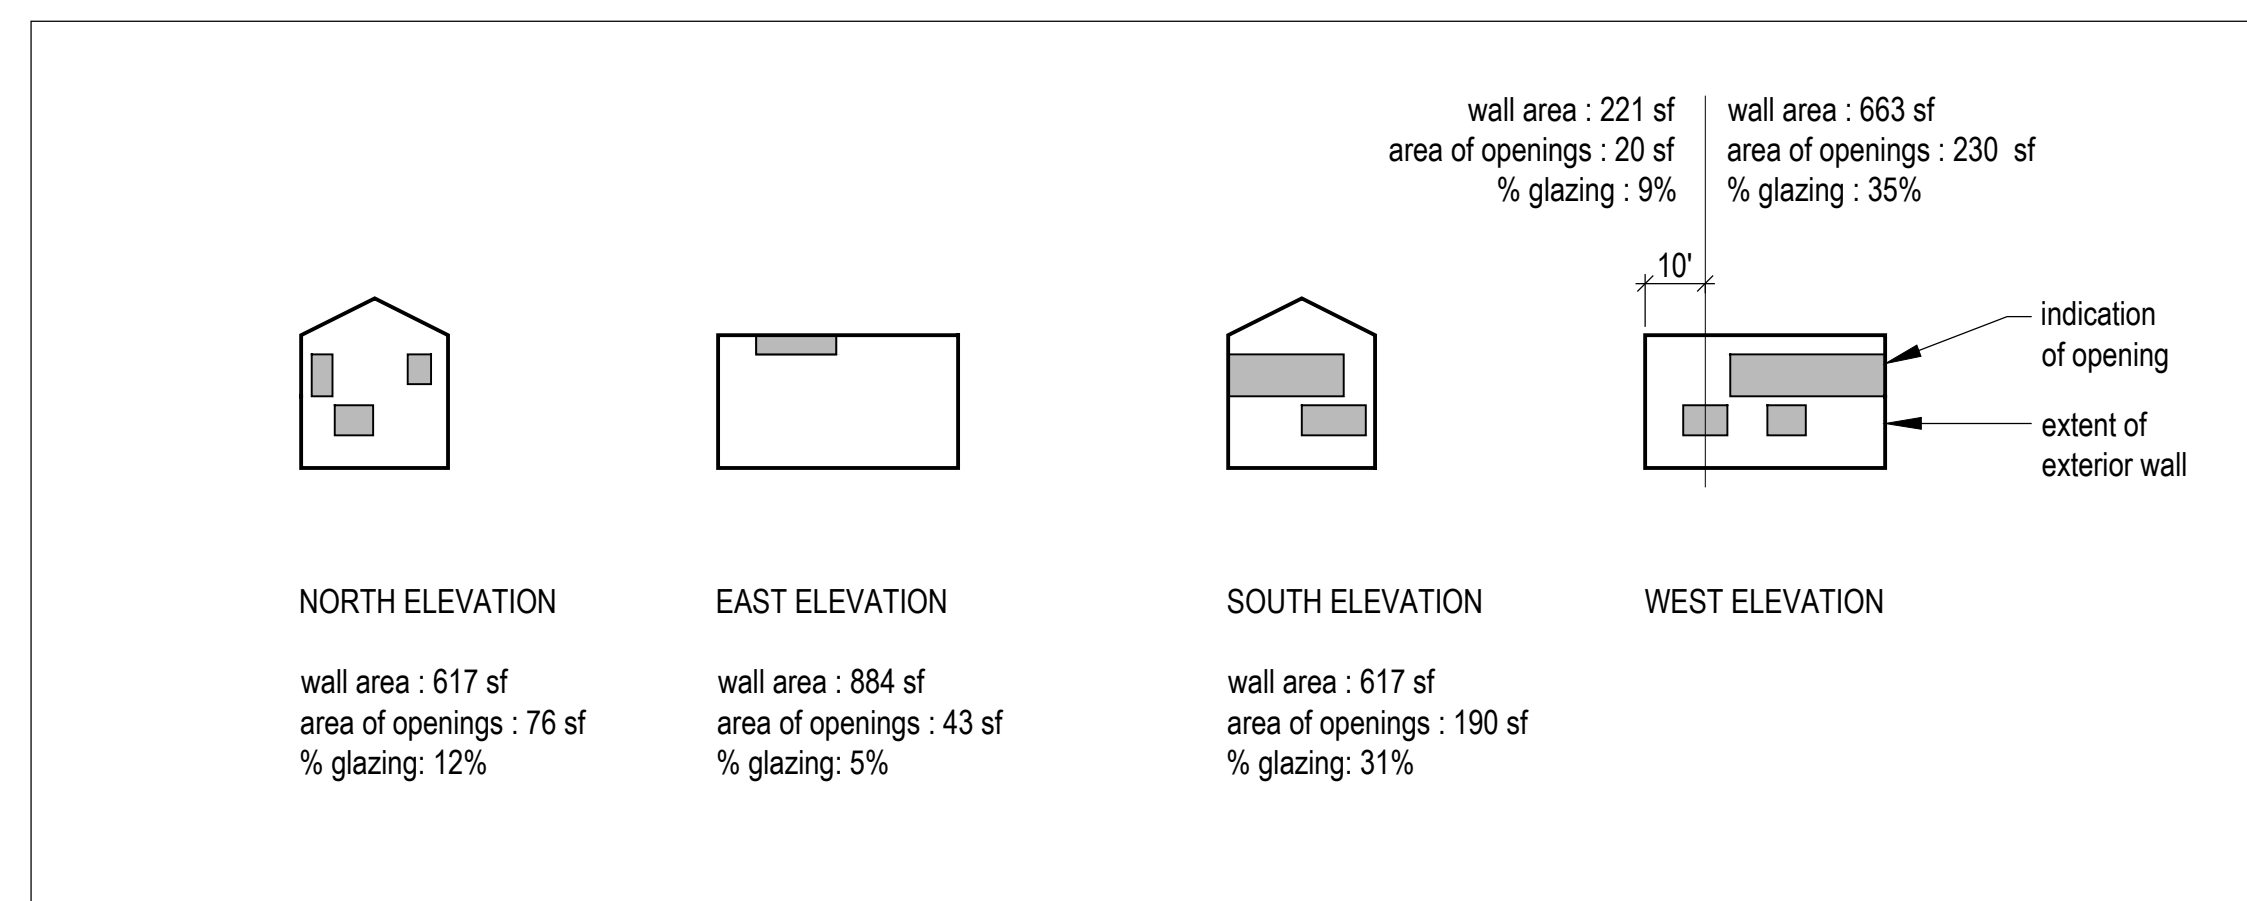 wall area : 221 sf
area of openings : 20 sf
% glazing : 9%
wall area : 663 sf
area of openings : 230 sf
% glazing : 35%
10'
indication
of opening
extent of
exterior wall
NORTH ELEVATION
wall area : 617 sf
area of openings : 76 sf
% glazing: 12%
EAST ELEVATION
wall area : 884 sf
area of openings : 43 sf
% glazing: 5%
SOUTH ELEVATION
wall area : 617 sf
area of openings : 190 sf
% glazing: 31%
WEST ELEVATION